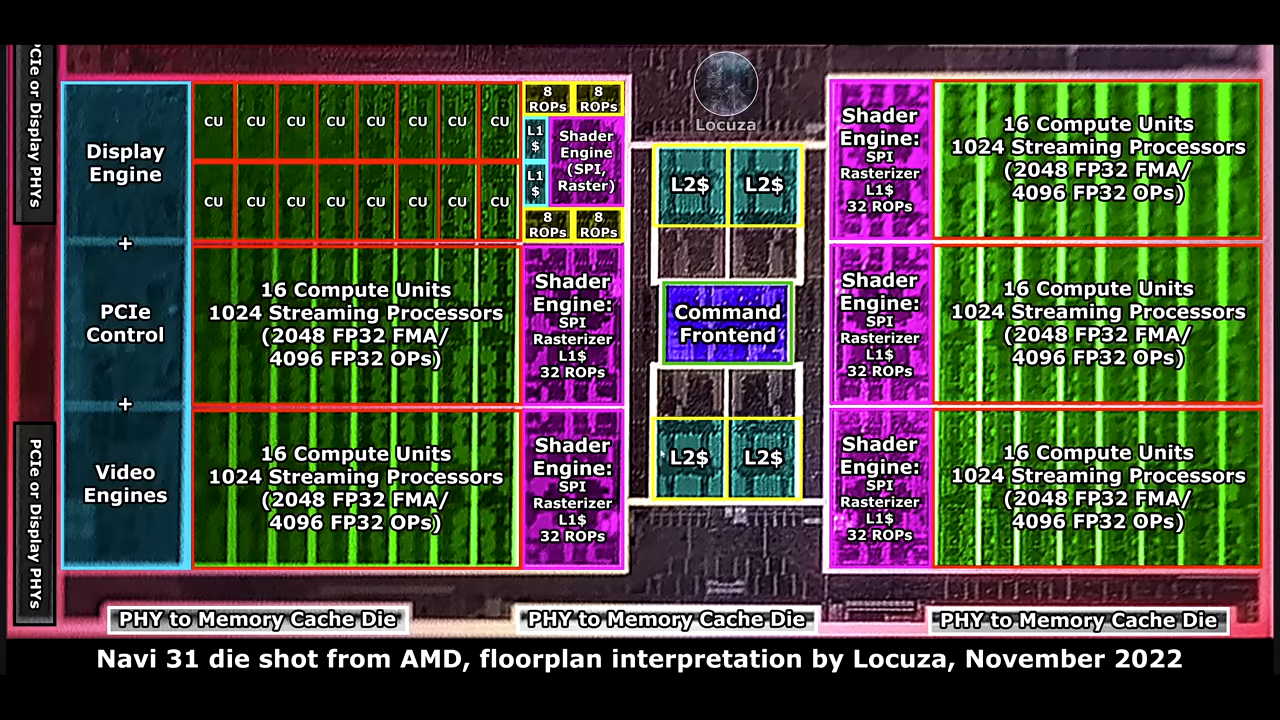 PCIe or Display PHYs
PCIe or Display PHYs
Display
Engine
+
PCIe
Control
+
Video
Engines
CU CU CU CU CU CU CU CU
CU CU CU CU CU CU CU CU
8
ROPs
8
ROPs
L1
$
L1
$
Shader
Engine
(SPI,
Raster)
8
ROPs
8
ROPs
16 Compute Units
1024 Streaming Processors
(2048 FP32 FMA/
4096 FP32 OPs)
Shader
Engine:
SPI
Rasterizer
L1$
32 ROPs
16 Compute Units
1024 Streaming Processors
(2048 FP32 FMA/
4096 FP32 OPs)
Shader
Engine:
SPI
Rasterizer
L1$
32 ROPs
Locuza
L2$ L2$
Command
Frontend
L2$ L2$
Shader
Engine:
SPI
Rasterizer
L1$
32 ROPs
16 Compute Units
1024 Streaming Processors
(2048 FP32 FMA/
4096 FP32 OPs)
Shader
Engine:
SPI
Rasterizer
L1$
32 ROPs
16 Compute Units
1024 Streaming Processors
(2048 FP32 FMA/
4096 FP32 OPs)
Shader
Engine:
SPI
Rasterizer
L1$
32 ROPs
16 Compute Units
1024 Streaming Processors
(2048 FP32 FMA/
4096 FP32 OPs)
PHY to Memory Cache Die
PHY to Memory Cache Die
PHY to Memory Cache Die
Navi 31 die shot from AMD, floorplan interpretation by Locuza, November 2022